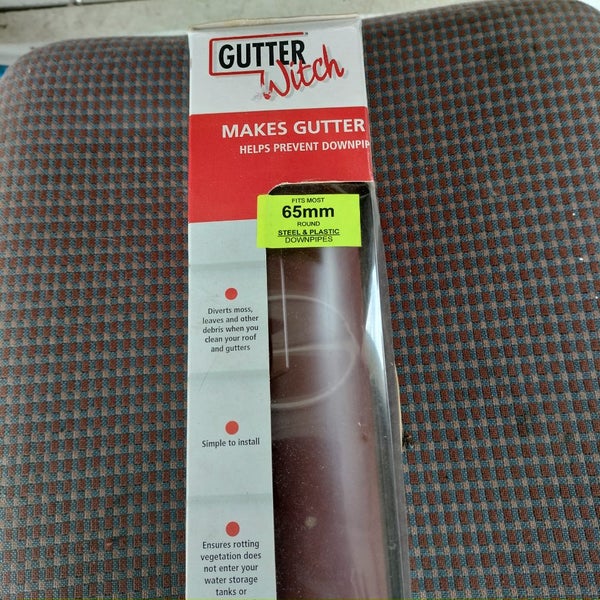 GUTTER
Witch
MAKES GUTTER
HELPS PREVENT DOWNPIP
FITS MOST
65mm
ROUND
STEEL & PLASTIC
DOWNPIPES
Diverts moss,
leaves and other
debris when you
clean your roof
and gutters
Simple to install
Ensures rotting
vegetation does
not enter your
water storage
tanks or